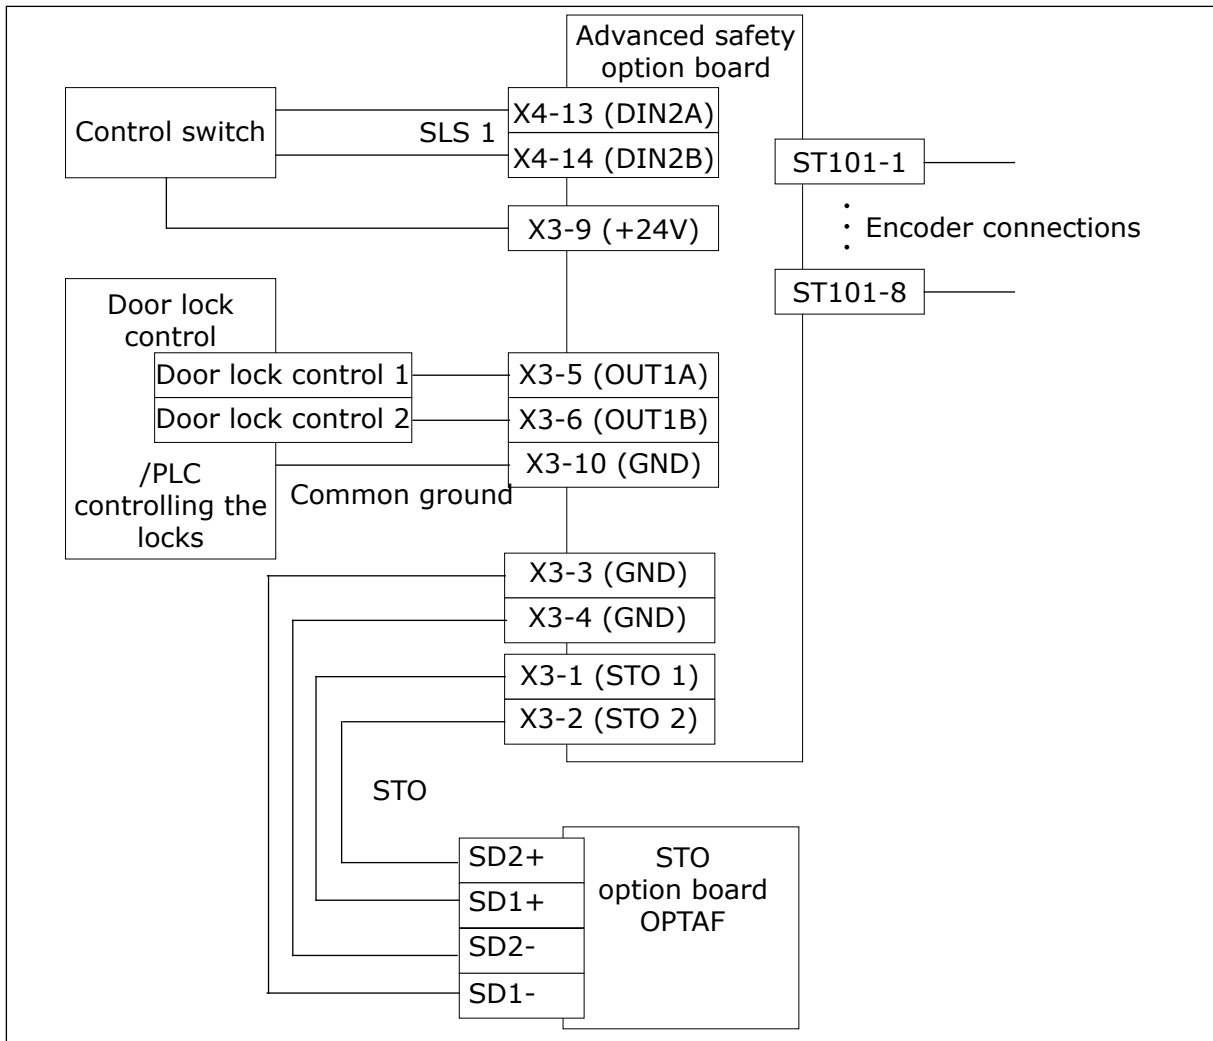 Advanced safety
option board
Control switch
SLS 1
X4-13 (DIN2A)
X4-14 (DIN2B)
X3-9 (+24V)
ST101-1
Encoder connections
ST101-8
Door lock
control
Door lock control 1
Door lock control 2
/PLC
controlling the
locks
X3-5 (OUT1A)
X3-6 (OUT1B)
X3-10 (GND)
Common ground
X3-3 (GND)
X3-4 (GND)
X3-1 (STO 1)
X3-2 (STO 2)
STO
SD2+
SD1+
SD2-
SD1-
STO
option board
OPTAF